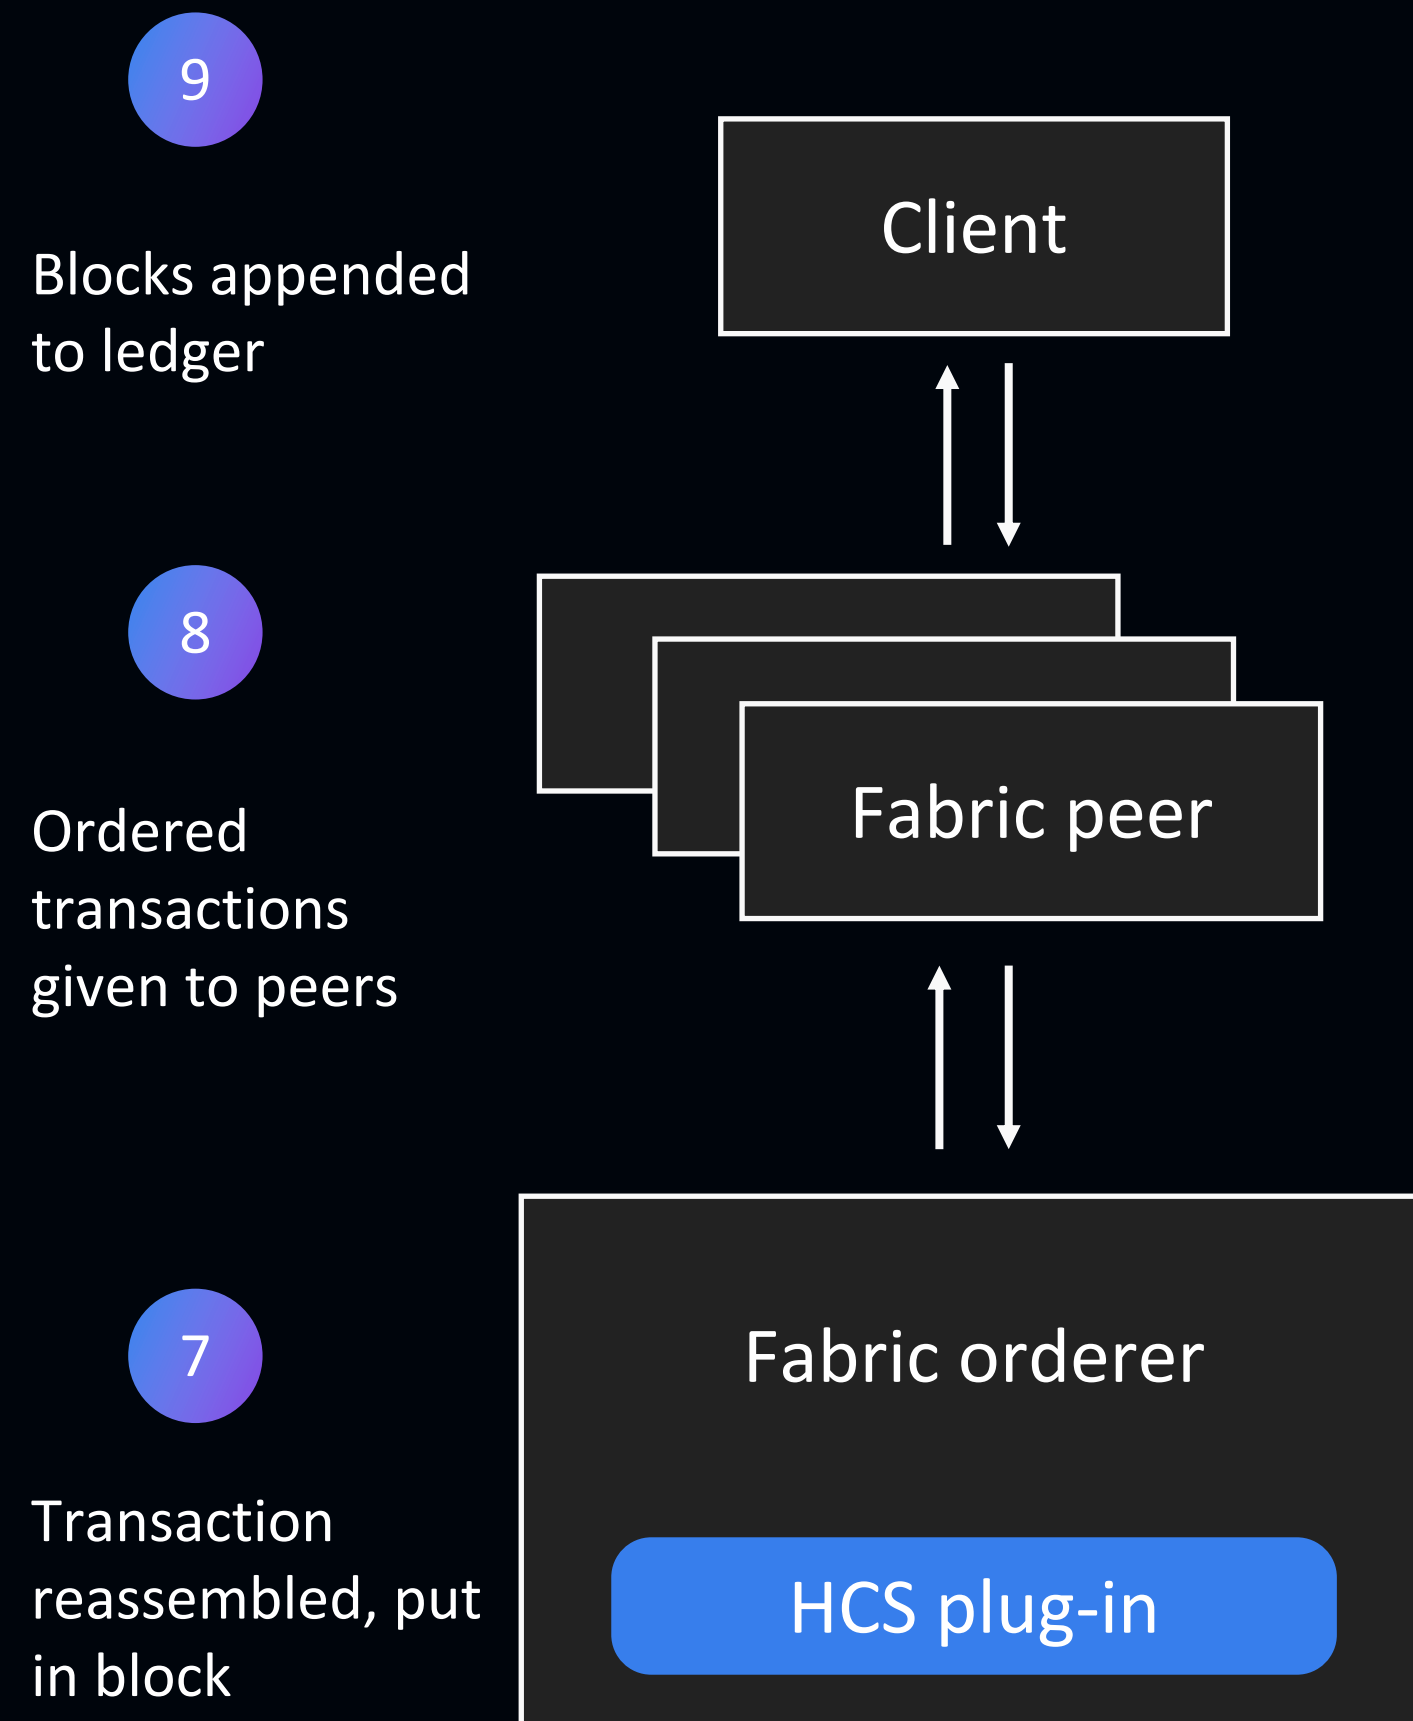 9
Blocks appended
to ledger
Client
8
Ordered
transactions
given to peers
Fabric peer
7
Transaction
reassembled, put
in block
Fabric orderer
HCS plug-in